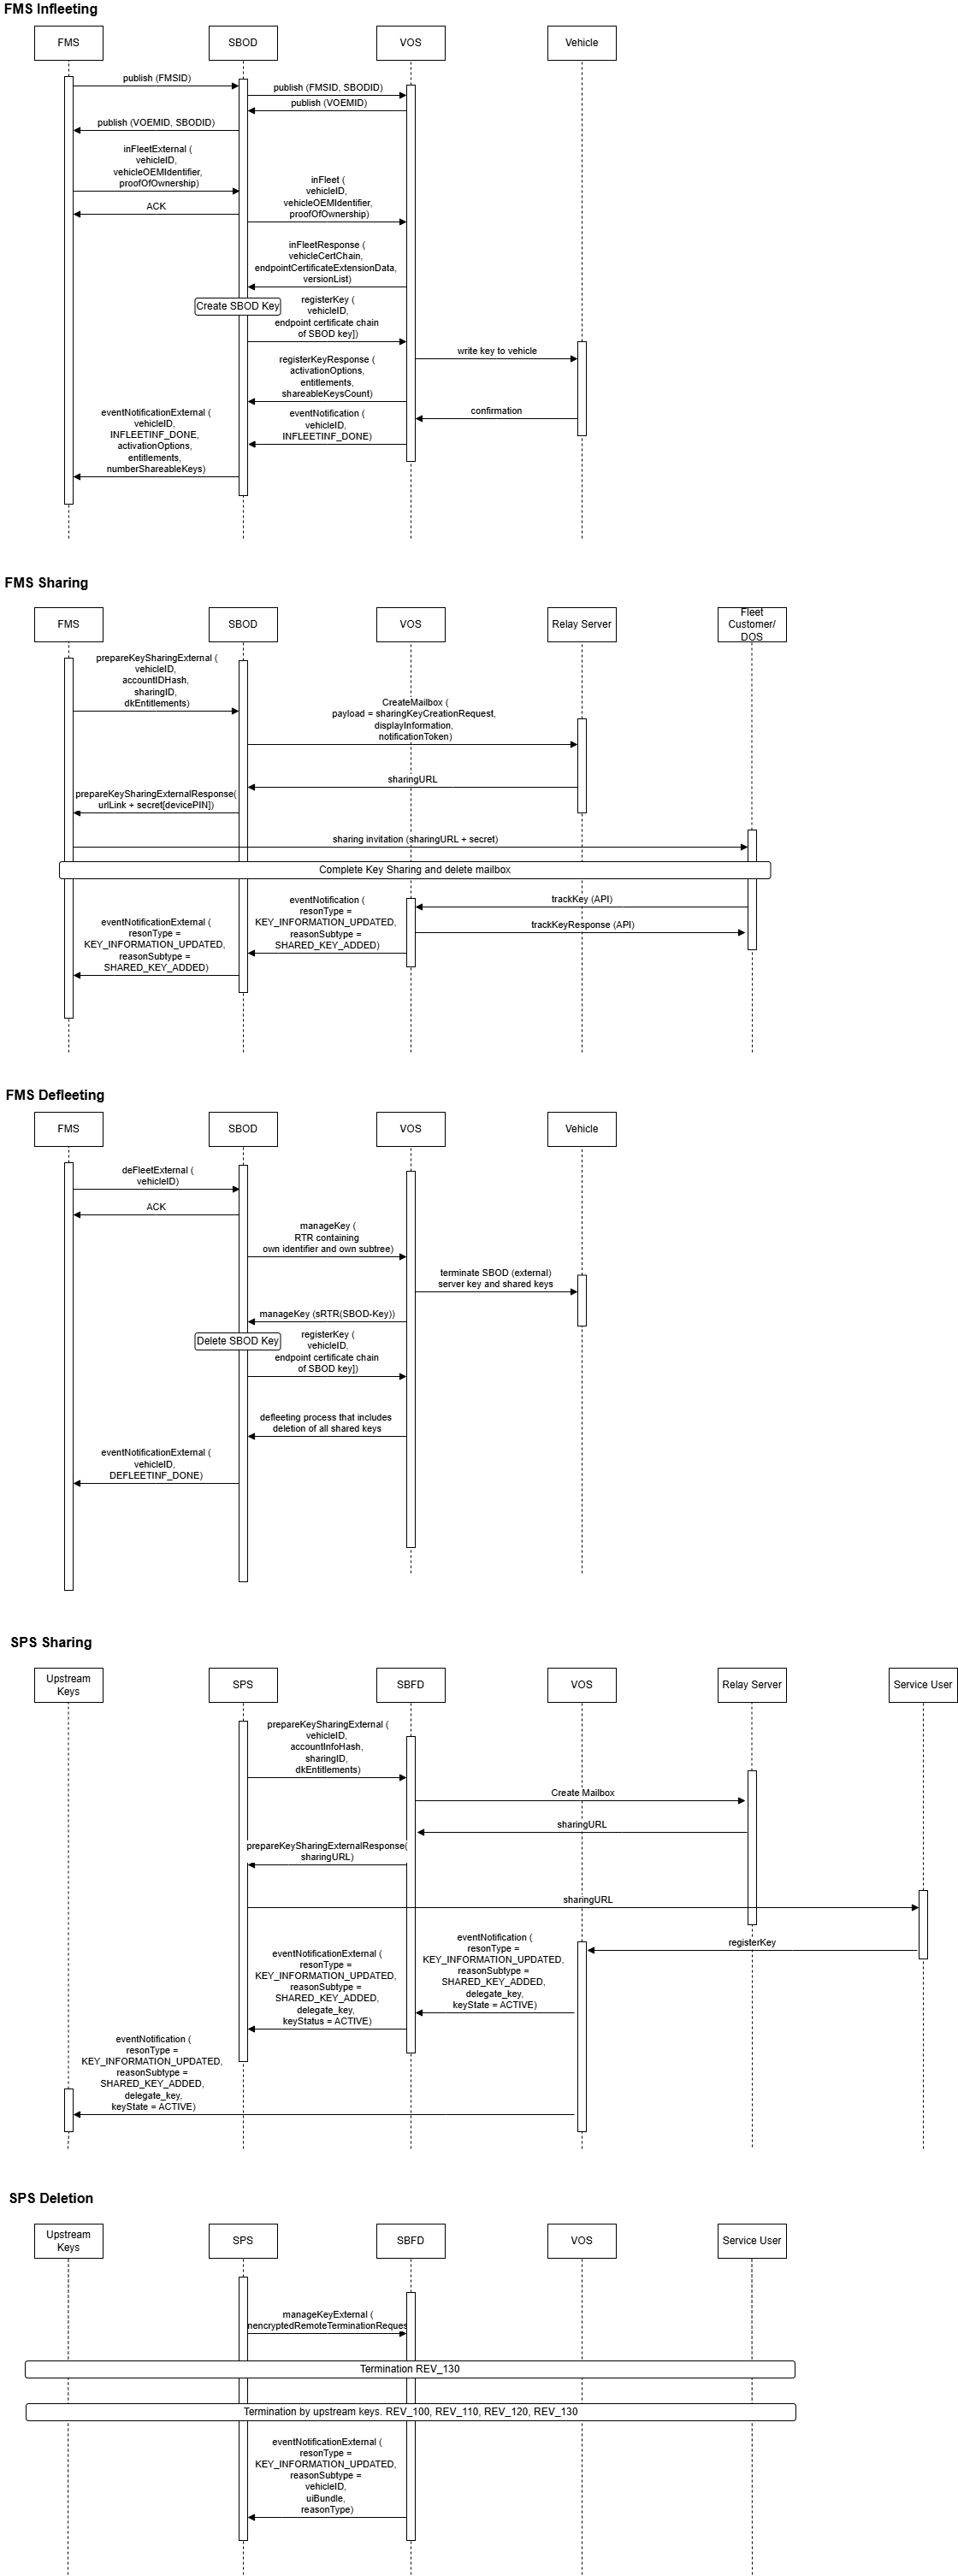 FMS Infleeting
FMS
SBOD
VOS
Vehicle
publish (FMSID)
publish (FMSID, SBODID)
publish (VOEMID)
publish (VOEMID, SBODID)
inFleetExternal (
vehicleID,
vehicleOEMIdentifier,
proofOfOwnership)
ACK
inFleet (
vehicleID,
vehicleOEMIdentifier,
proofOfOwnership)
inFleetResponse (
vehicleCertChain,
endpointCertificateExtensionData,
versionList)
Create SBOD Key
registerKey (
vehicleID,
endpoint certificate chain
of SBOD key])
write key to vehicle
registerKeyResponse (
activationOptions,
entitlements,
shareableKeysCount)
confirmation
eventNotification (
vehicleID,
INFLEETINF_DONE)
eventNotificationExternal (
vehicleID,
INFLEETINF_DONE,
activationOptions,
entitlements,
numberShareableKeys)
FMS Sharing
FMS
SBOD
VOS
Relay Server
Fleet
Customer/
DOS
prepareKeySharingExternal (
vehicleID,
accountIDHash,
sharingID,
dkEntitlements)
CreateMailbox (
payload = sharingKeyCreationRequest,
displayInformation,
notificationToken)
sharingURL
prepareKeySharingExternalResponse(
urlLink + secret[devicePIN])
sharing invitation (sharingURL + secret)
Complete Key Sharing and delete mailbox
trackKey (API)
eventNotification (
resonType =
KEY_INFORMATION_UPDATED,
reasonSubtype =
SHARED_KEY_ADDED)
trackKeyResponse (API)
eventNotificationExternal (
resonType =
KEY_INFORMATION_UPDATED,
reasonSubtype =
SHARED_KEY_ADDED)
FMS Defleeting
FMS
SBOD
VOS
Vehicle
deFleetExternal (
vehicleID)
ACK
manageKey (
RTR containing
own identifier and own subtree)
terminate SBOD (external)
server key and shared keys
manageKey (sRTR(SBOD-Key))
Delete SBOD Key
registerKey (
vehicleID,
endpoint certificate chain
of SBOD key])
defleeting process that includes
deletion of all shared keys
eventNotificationExternal (
vehicleID,
DEFLEETINF_DONE)
SPS Sharing
Upstream
Keys
SPS
SBFD
VOS
Relay Server
Service User
prepareKeySharingExternal (
vehicleID,
accountInfoHash,
sharingID,
dkEntitlements)
Create Mailbox
sharingURL
prepareKeySharingExternalResponse(
sharingURL)
sharingURL
registerKey
eventNotification (
resonType =
KEY_INFORMATION_UPDATED,
reasonSubtype =
SHARED_KEY_ADDED,
delegate_key,
keyState = ACTIVE)
eventNotificationExternal (
resonType =
KEY_INFORMATION_UPDATED,
reasonSubtype =
SHARED_KEY_ADDED,
delegate_key,
keyStatus = ACTIVE)
eventNotification (
resonType =
KEY_INFORMATION_UPDATED,
reasonSubtype =
SHARED_KEY_ADDED,
delegate_key,
keyState = ACTIVE)
SPS Deletion
Upstream
Keys
SPS
SBFD
VOS
Service User
manageKeyExternal (
nencryptedRemoteTerminationReques
Termination REV_130
Termination by upstream keys. REV_100, REV_110, REV_120, REV_130
eventNotificationExternal (
resonType =
KEY_INFORMATION_UPDATED,
reasonSubtype =
vehicleID,
uiBundle,
reasonType)